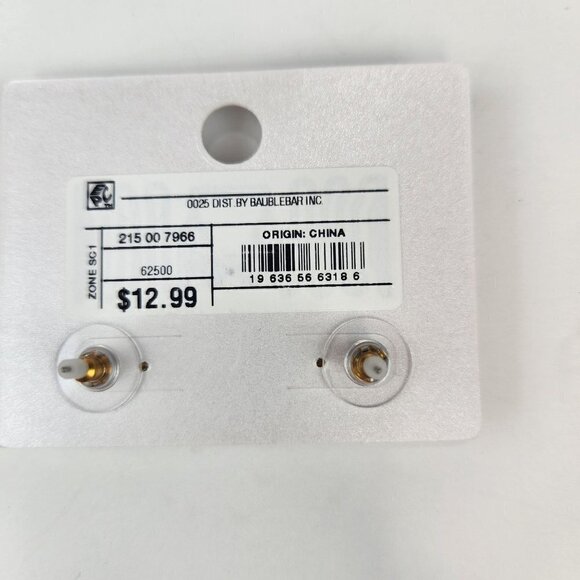 0025 DIST.BY BAUBLEBAR INC.
ZONE SC1
215 00 7966
62500
$12.99
ORIGIN: CHINA
19 636 56 6318 6